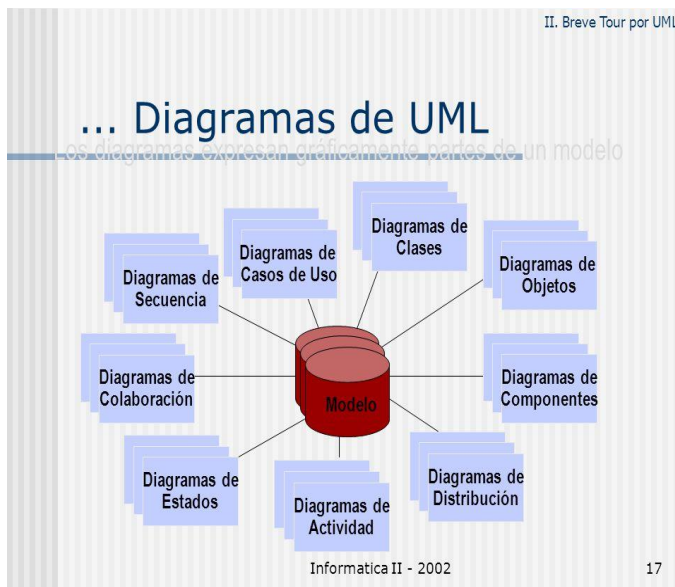 II. Breve Tour por UML
... Diagramas de UML
Los diagramas expresan gráficamente partes de un modelo
Diagramas de
Clases
Diagramas de
Casos de Uso
Diagramas de
Objetos
Diagramas de
Secuencia
Diagramas de
Colaboración
Modelo
Diagramas de
Componentes
Diagramas de
Estados
Diagramas de
Actividad
Diagramas de
Distribución
Informatica II - 2002
17